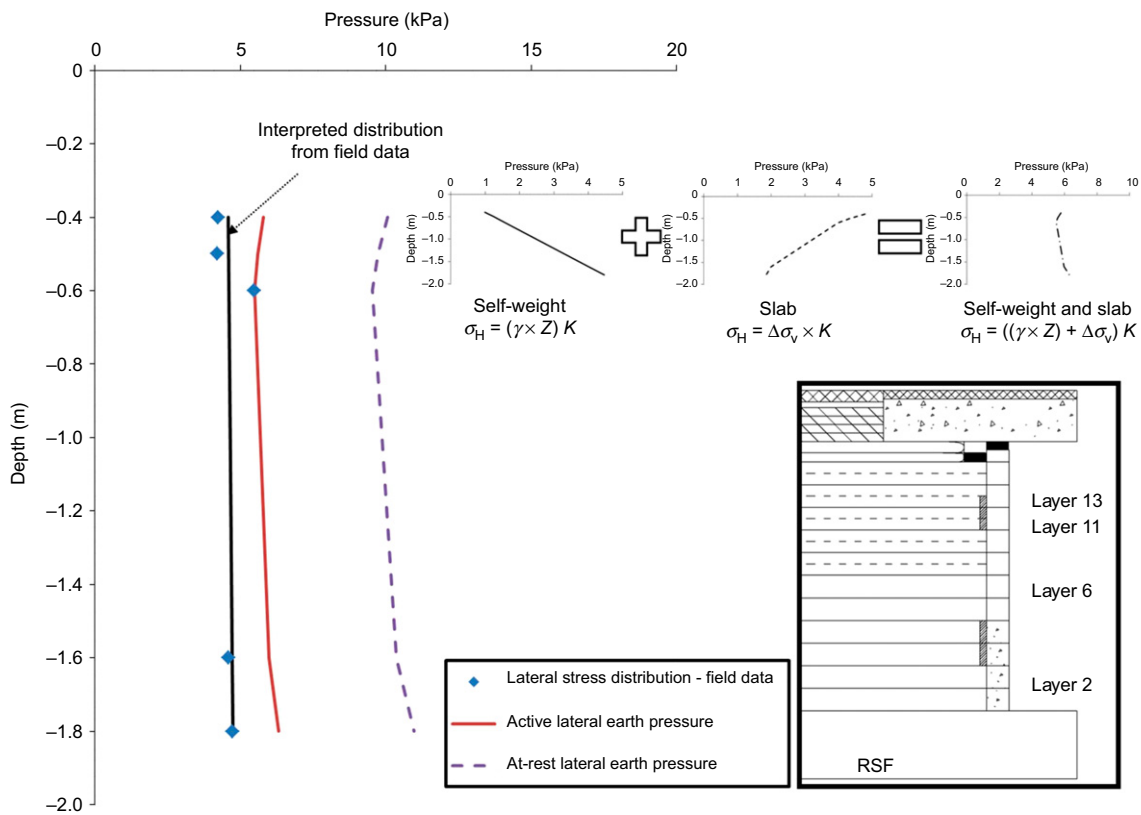 Pressure (kPa)
0 5 10 15 20
0
−0.2
−0.4
−0.6
−0.8
−1.0
−1.2
−1.4
−1.6
−1.8
−2.0
Depth (m)
Interpreted distribution
from field data
Pressure (kPa)
0 1 2 3 4 5
0
−0.5
−1.0
−1.5
−2.0
Depth (m)
Self-weight
σH = (γ× Z) K
Pressure (kPa)
0 1 2 3 4 5
0
−0.5
−1.0
−1.5
−2.0
Depth (m)
Slab
σH = Δσv × K
Pressure (kPa)
0 2 4 6 8 10
0
−0.5
−1.0
−1.5
−2.0
Depth (m)
Self-weight and slab
σH = ((γ× Z) + Δσv) K
Layer 13
Layer 11
Layer 6
Layer 2
RSF
Lateral stress distribution - field data
Active lateral earth pressure
At-rest lateral earth pressure